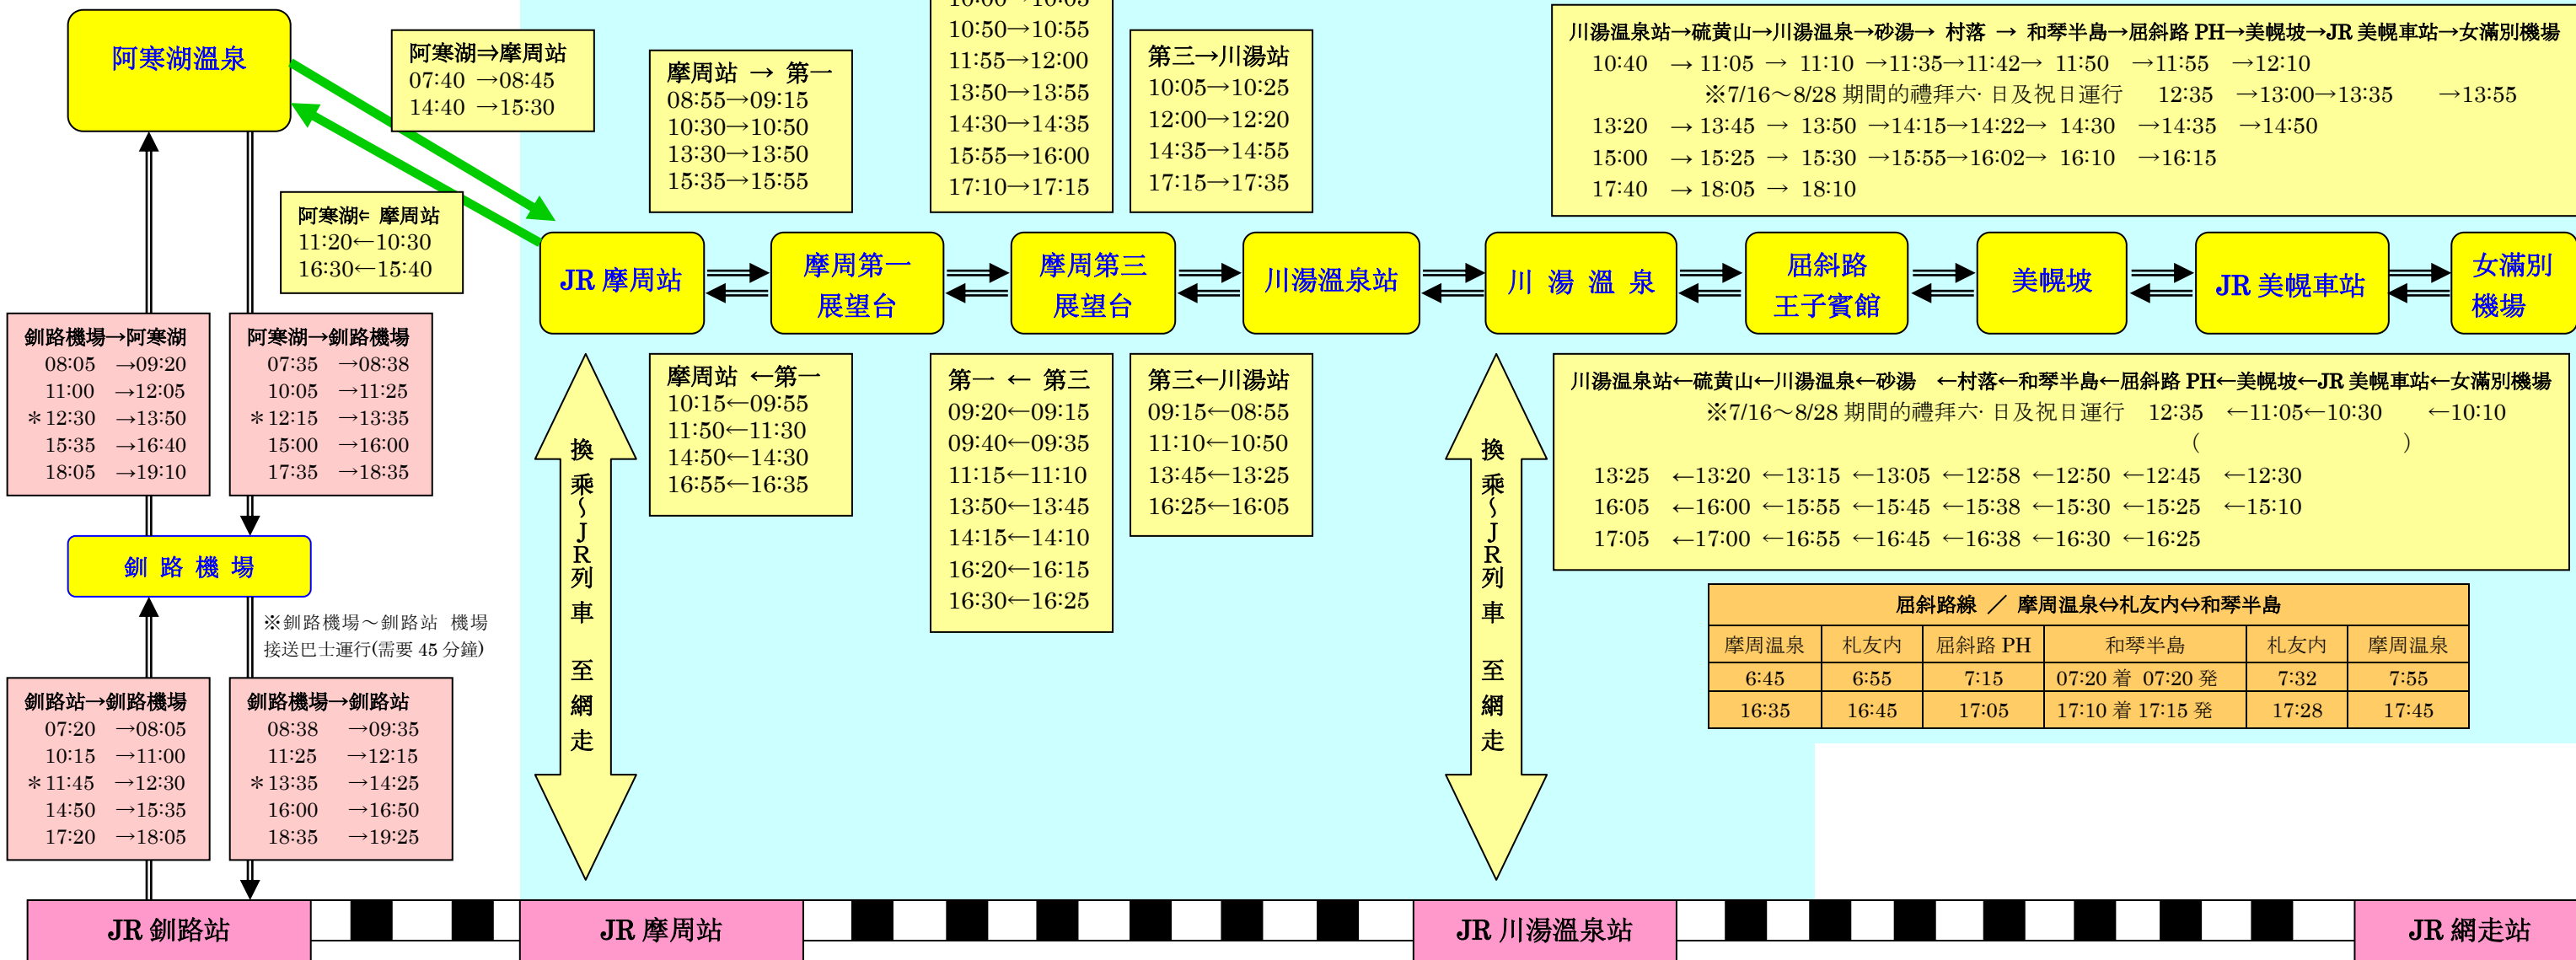 阿寒湖溫泉
阿寒湖⇒摩周站
07:40 →08:45
14:40 →15:30
阿寒湖⇐ 摩周站
11:20←10:30
16:30←15:40
摩周站 → 第一
08:55→09:15
10:30→10:50
13:30→13:50
15:35→15:55
10:50→10:55
11:55→12:00
13:50→13:55
14:30→14:35
15:55→16:00
17:10→17:15
第三→川湯站
10:05→10:25
12:00→12:20
14:35→14:55
17:15→17:35
川湯溫泉站→硫黄山→川湯溫泉→砂湯→ 村落 → 和琴半島→屈斜路 PH→美幌坡→JR 美幌車站→女滿別機場
10:40 → 11:05 → 11:10 →11:35→11:42→ 11:50 →11:55 →12:10
※7/16～8/28 期間的禮拜六· 日及祝日運行 12:35 →13:00→13:35 →13:55
13:20 → 13:45 → 13:50 →14:15→14:22→ 14:30 →14:35 →14:50
15:00 → 15:25 → 15:30 →15:55→16:02→ 16:10 →16:15
17:40 → 18:05 → 18:10
JR 摩周站
摩周第一
展望台
摩周第三
展望台
川湯溫泉站
川 湯 溫 泉
屈斜路
王子賓館
美幌坡
JR 美幌車站
女滿別
機場
釧路機場→阿寒湖
08:05 →09:20
11:00 →12:05
＊12:30 →13:50
15:35 →16:40
18:05 →19:10
阿寒湖→釧路機場
07:35 →08:38
10:05 →11:25
＊12:15 →13:35
15:00 →16:00
17:35 →18:35
釧 路 機 場
※釧路機場～釧路站 機場
接送巴士運行(需要 45 分鐘)
釧路站→釧路機場
07:20 →08:05
10:15 →11:00
＊11:45 →12:30
14:50 →15:35
17:20 →18:05
釧路機場→釧路站
08:38 →09:35
11:25 →12:15
＊13:35 →14:25
16:00 →16:50
18:35 →19:25
換乘～JR列車 至網走
摩周站 ←第一
10:15←09:55
11:50←11:30
14:50←14:30
16:55←16:35
第一 ← 第三
09:20←09:15
09:40←09:35
11:15←11:10
13:50←13:45
14:15←14:10
16:20←16:15
16:30←16:25
第三←川湯站
09:15←08:55
11:10←10:50
13:45←13:25
16:25←16:05
換乘～JR列車 至網走
川湯溫泉站←硫黄山←川湯溫泉←砂湯 ←村落←和琴半島←屈斜路 PH←美幌坡←JR 美幌車站←女滿別機場
※7/16～8/28 期間的禮拜六· 日及祝日運行 12:35 ←11:05←10:30 ←10:10
( )
13:25 ←13:20 ←13:15 ←13:05 ←12:58 ←12:50 ←12:45 ←12:30
16:05 ←16:00 ←15:55 ←15:45 ←15:38 ←15:30 ←15:25 ←15:10
17:05 ←17:00 ←16:55 ←16:45 ←16:38 ←16:30 ←16:25
屈斜路線 ／ 摩周温泉⇔札友内⇔和琴半島
摩周温泉 札友内 屈斜路 PH 和琴半島 札友内 摩周温泉
6:45 6:55 7:15 07:20 着 07:20 発 7:32 7:55
16:35 16:45 17:05 17:10 着 17:15 発 17:28 17:45
JR 釧路站
JR 摩周站
JR 川湯溫泉站
JR 網走站